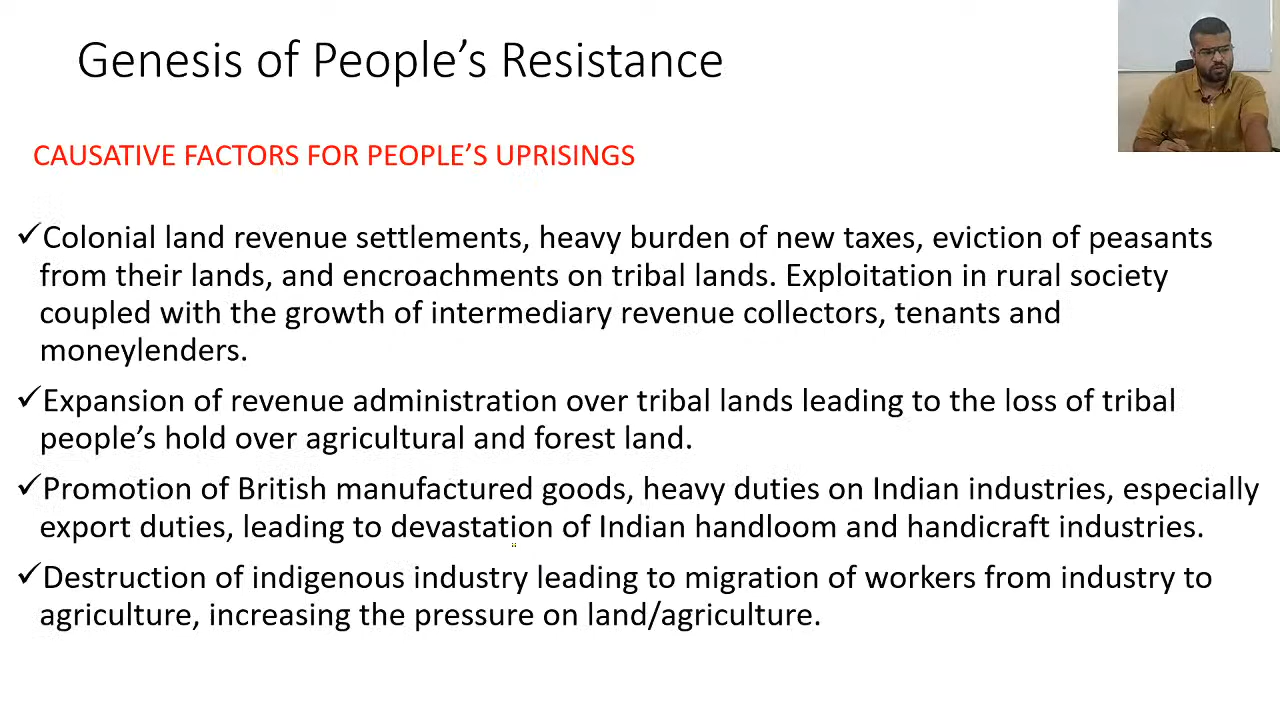 Genesis of People’s Resistance
CAUSATIVE FACTORS FOR PEOPLE’S UPRISINGS
✓Colonial land revenue settlements, heavy burden of new taxes, eviction of peasants
from their lands, and encroachments on tribal lands. Exploitation in rural society
coupled with the growth of intermediary revenue collectors, tenants and
moneylenders.
✓Expansion of revenue administration over tribal lands leading to the loss of tribal
people’s hold over agricultural and forest land.
✓Promotion of British manufactured goods, heavy duties on Indian industries, especially
export duties, leading to devastation of Indian handloom and handicraft industries.
✓Destruction of indigenous industry leading to migration of workers from industry to
agriculture, increasing the pressure on land/agriculture.